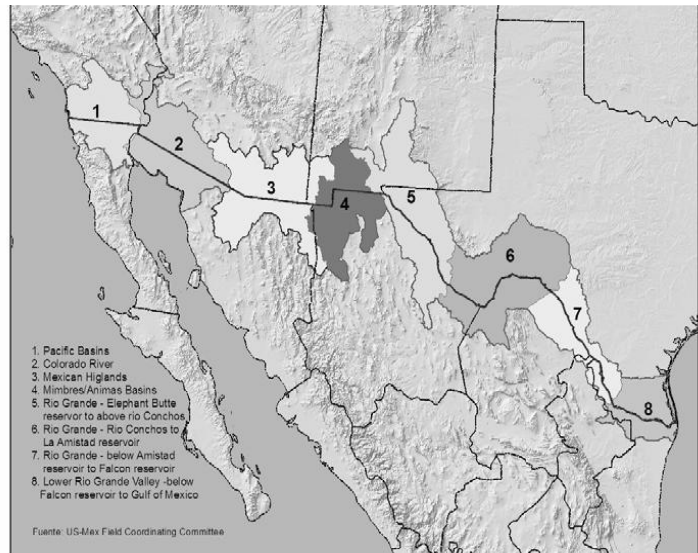 1
2
3
4
5
6
7
8
1. Pacific Basins
2. Colorado River
3. Mexican Higlands
4. Mimbres/Animas Basins
5. Rio Grande - Elephant Butte
reservoir to above rio Conchos
6. Rio Grande - Rio Conchos to
La Amistad reservoir
7. Rio Grande - below Amistad
reservoir to Falcon reservoir
8. Lower Rio Grande Valley -below
Falcon reservoir to Gulf of Mexico
Fuente: US-Mex Field Coordinating Committee